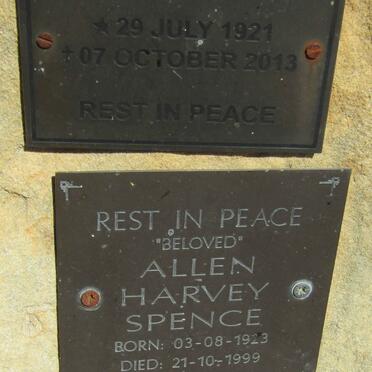 * 29 JULY 1921
+ 07 OCTOBER 2013
REST IN PEACE
REST IN PEACE
"BELOVED"
ALLEN
HARVEY
SPENCE
BORN: 03-08-1923
DIED: 21-10-1999